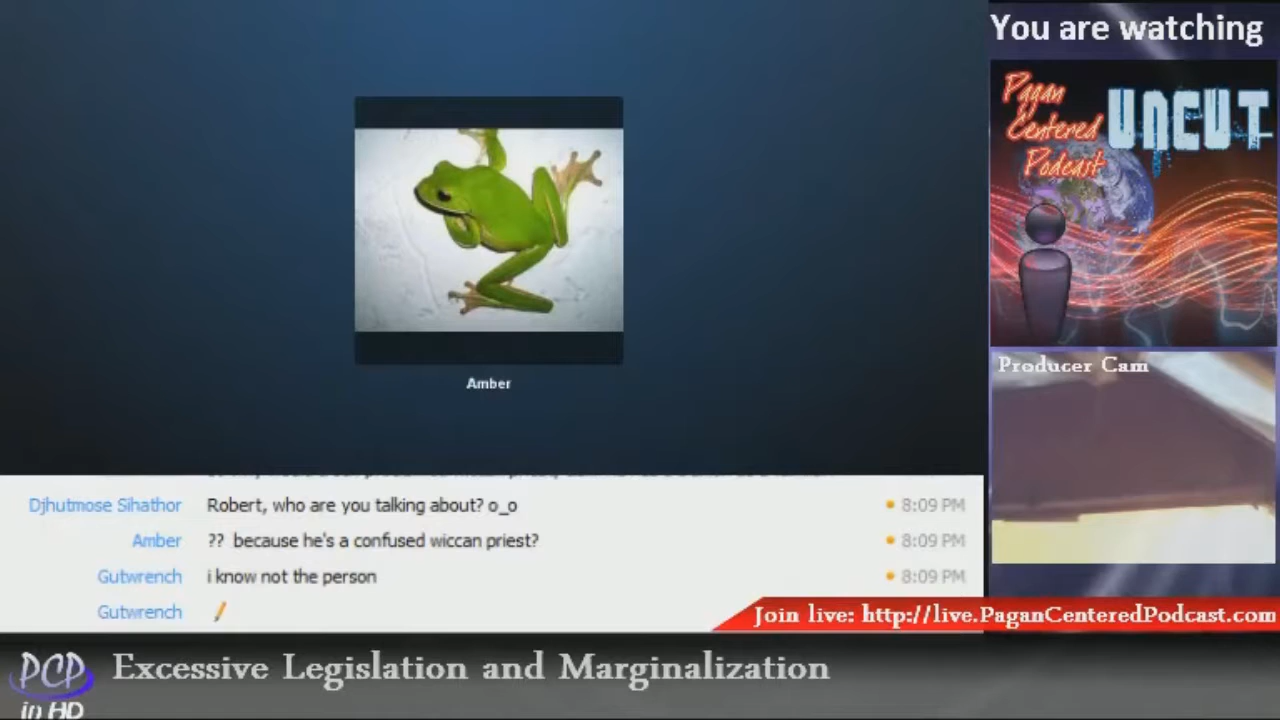 You are watching
Pagan
Centered
Podcast
UNCUT
Producer Cam
Amber
Djhutmose Sihathor Robert, who are you talking about? o_o 8:09 PM
Amber ?? because he's a confused wiccan priest? 8:09 PM
Gutwrench i know not the person 8:09 PM
Gutwrench
Join live: http://live.PaganCenteredPodcast.com
PCP
in HD
Excessive Legislation and Marginalization